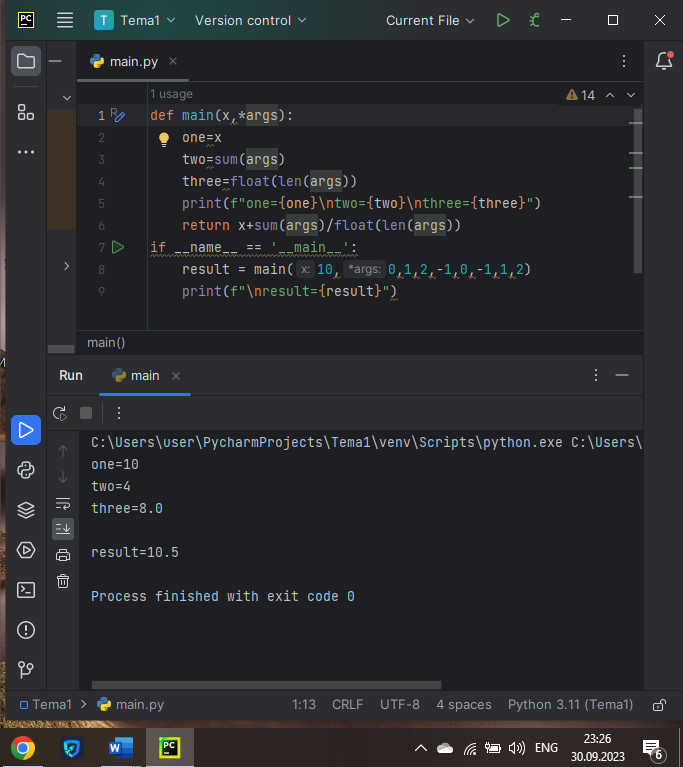 PC T Tema1 Version control Current File
main.py
1 usage 14
1 def main(x,*args):
2 one=x
3 two=sum(args)
4 three=float(len(args))
5 print(f"one={one}\ntwo={two}\nthree={three}")
6 return x+sum(args)/float(len(args))
7 if __name__ == '__main__':
8 result = main( x: 10, *args: 0,1,2,-1,0,-1,1,2)
9 print(f"\nresult={result}")
main()
Run main
C:\Users\user\PycharmProjects\Tema1\venv\Scripts\python.exe C:\Users\
one=10
two=4
three=8.0
result=10.5
Process finished with exit code 0
Tema1 main.py 1:13 CRLF UTF-8 4 spaces Python 3.11 (Tema1)
W PC ENG 23:26
30.09.2023 6